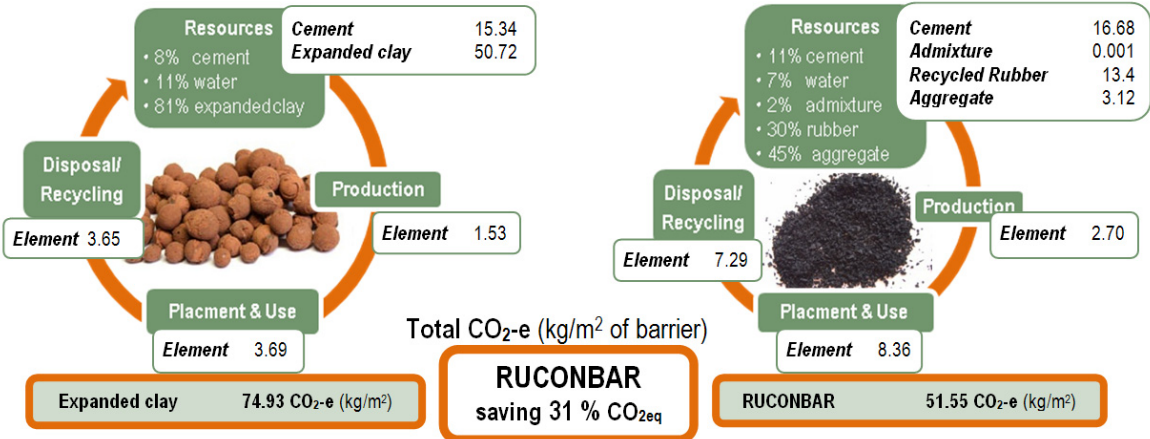 Resources
• 8% cement
• 11% water
• 81% expandedclay
Cement 15.34
Expanded clay 50.72
Disposal/
Recycling
Element 3.65
Production
Element 1.53
Placment & Use
Element 3.69
Expanded clay 74.93 CO₂-e (kg/m²)
Total CO₂-e (kg/m² of barrier)
RUCONBAR
saving 31 % CO₂eq
Resources
• 11% cement
• 7% water
• 2% admixture
• 30% rubber
• 45% aggregate
Cement 16.68
Admixture 0.001
Recycled Rubber 13.4
Aggregate 3.12
Disposal/
Recycling
Element 7.29
Production
Element 2.70
Placment & Use
Element 8.36
RUCONBAR 51.55 CO₂-e (kg/m²)